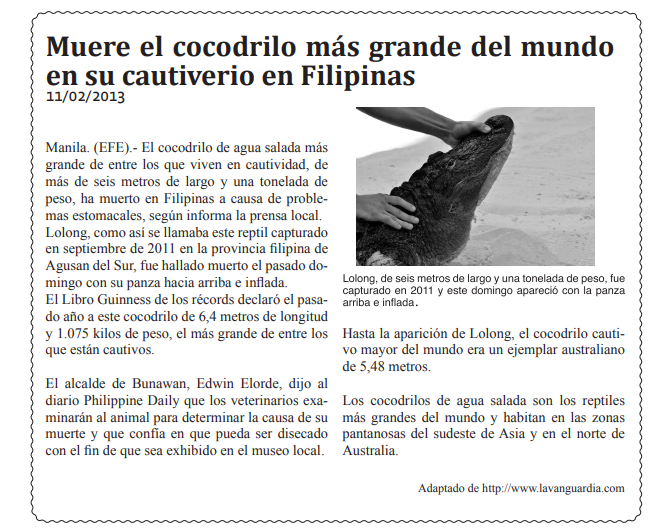 Muere el cocodrilo más grande del mundo
en su cautiverio en Filipinas
11/02/2013
Manila. (EFE).- El cocodrilo de agua salada más
grande de entre los que viven en cautividad, de
más de seis metros de largo y una tonelada de
peso, ha muerto en Filipinas a causa de proble-
mas estomacales, según informa la prensa local.
Lolong, como así se llamaba este reptil capturado
en septiembre de 2011 en la provincia filipina de
Agusan del Sur, fue hallado muerto el pasado do-
mingo con su panza hacia arriba e inflada.
El Libro Guinness de los récords declaró el pasa-
do año a este cocodrilo de 6,4 metros de longitud
y 1.075 kilos de peso, el más grande de entre los
que están cautivos.
El alcalde de Bunawan, Edwin Elorde, dijo al
diario Philippine Daily que los veterinarios exa-
minarán al animal para determinar la causa de su
muerte y que confía en que pueda ser disecado
con el fin de que sea exhibido en el museo local.
Lolong, de seis metros de largo y una tonelada de peso, fue
capturado en 2011 y este domingo apareció con la panza
arriba e inflada.
Hasta la aparición de Lolong, el cocodrilo cauti-
vo mayor del mundo era un ejemplar australiano
de 5,48 metros.
Los cocodrilos de agua salada son los reptiles
más grandes del mundo y habitan en las zonas
pantanosas del sudeste de Asia y en el norte de
Australia.
Adaptado de http://www.lavanguardia.com